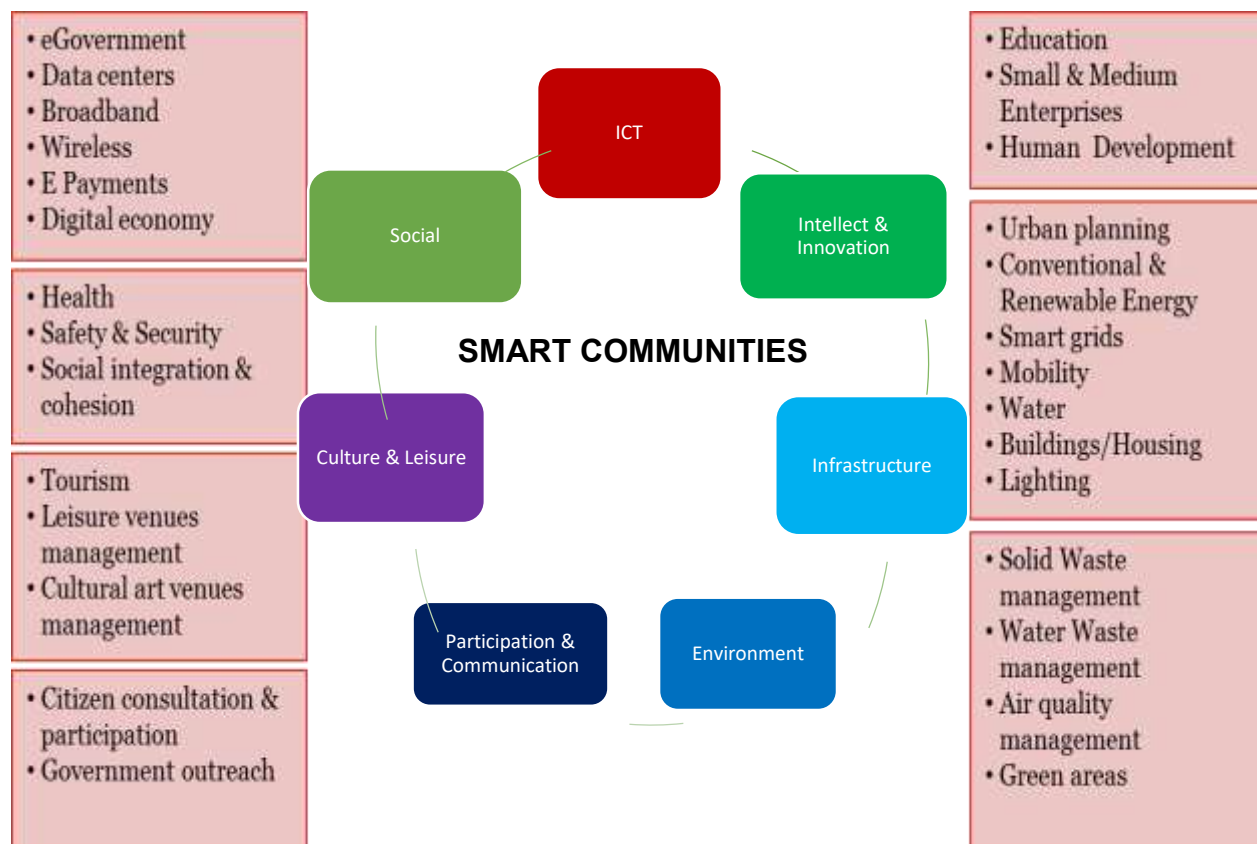 • eGovernment
• Data centers
• Broadband
• Wireless
• E Payments
• Digital economy
• Health
• Safety & Security
• Social integration &
cohesion
• Tourism
• Leisure venues
management
• Cultural art venues
management
• Citizen consultation &
participation
• Government outreach
ICT
Social
Intellect &
Innovation
SMART COMMUNITIES
Culture & Leisure
Infrastructure
Participation &
Communication
Environment
• Education
• Small & Medium
Enterprises
• Human Development
• Urban planning
• Conventional &
Renewable Energy
• Smart grids
• Mobility
• Water
• Buildings/Housing
• Lighting
• Solid Waste
management
• Water Waste
management
• Air quality
management
• Green areas